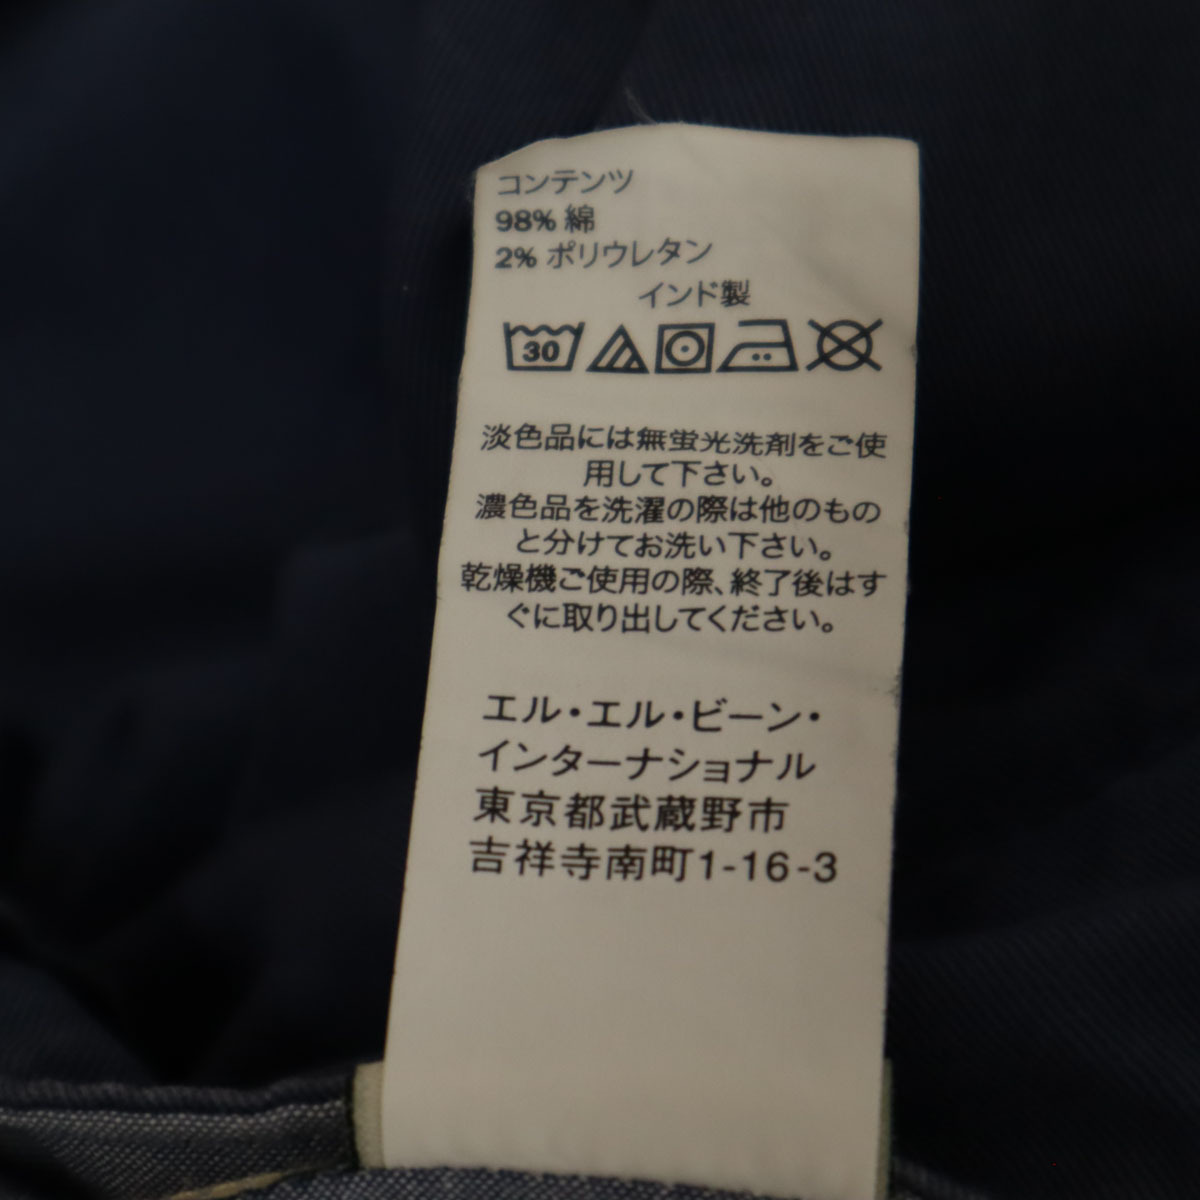 コンテンツ
98% 綿
2% ポリウレタン
インド製
30
淡色品には無蛍光洗剤をご使
用して下さい。
濃色品を洗濯の際は他のもの
と分けてお洗い下さい。
乾燥機ご使用の際、終了後はす
ぐに取り出してください。
エル・エル・ビーン・
インターナショナル
東京都武蔵野市
吉祥寺南町1-16-3